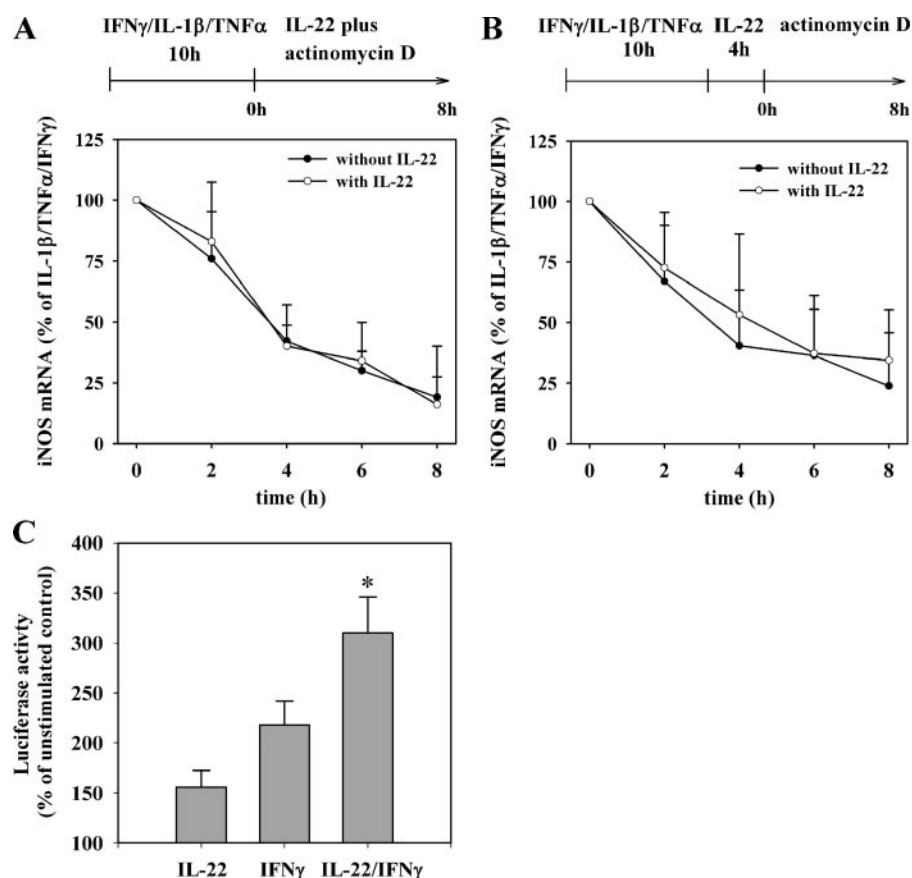 A
IFNγ/IL-1β/TNFα IL-22 plus
10h actinomycin D
0h 8h
iNOS mRNA (% of IL-1β/TNFα/IFNγ)
125
100
75
50
25
0
without IL-22
with IL-22
0 2 4 6 8
time (h)
B
IFNγ/IL-1β/TNFα IL-22 actinomycin D
10h 4h
0h 8h
iNOS mRNA (% of IL-1β/TNFα/IFNγ)
125
100
75
50
25
0
without IL-22
with IL-22
0 2 4 6 8
time (h)
C
Luciferase activty
(% of unstimulated control)
400
350
300
250
200
150
100
*
IL-22 IFNγ IL-22/IFNγ